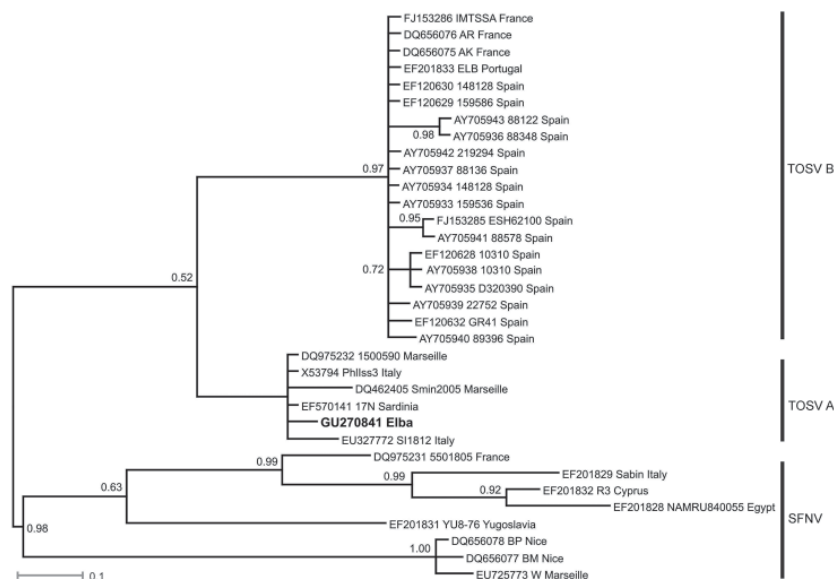 FJ153286 IMTSSA France
DQ656076 AR France
DQ656075 AK France
EF201833 ELB Portugal
EF120630 148128 Spain
EF120629 159586 Spain
AY705943 88122 Spain
0.98
AY705936 88348 Spain
AY705942 219294 Spain
0.97
AY705937 88136 Spain
TOSV B
AY705934 148128 Spain
AY705933 159536 Spain
0.95
FJ153285 ESH62100 Spain
AY705941 88578 Spain
EF120628 10310 Spain
0.72
AY705938 10310 Spain
0.52
AY705935 D320390 Spain
AY705939 22752 Spain
EF120632 GR41 Spain
AY705940 89396 Spain
DQ975232 1500590 Marseille
X53794 PhlIss3 Italy
DQ462405 Smin2005 Marseille
EF570141 17N Sardinia
TOSV A
GU270841 Elba
EU327772 SI1812 Italy
DQ975231 5501805 France
0.99
0.99
EF201829 Sabin Italy
0.63
0.92
EF201832 R3 Cyprus
EF201828 NAMRU840055 Egypt
SFNV
0.98
EF201831 YU8-76 Yugoslavia
DQ656078 BP Nice
1.00
DQ656077 BM Nice
EU725773 W Marseille
0.1